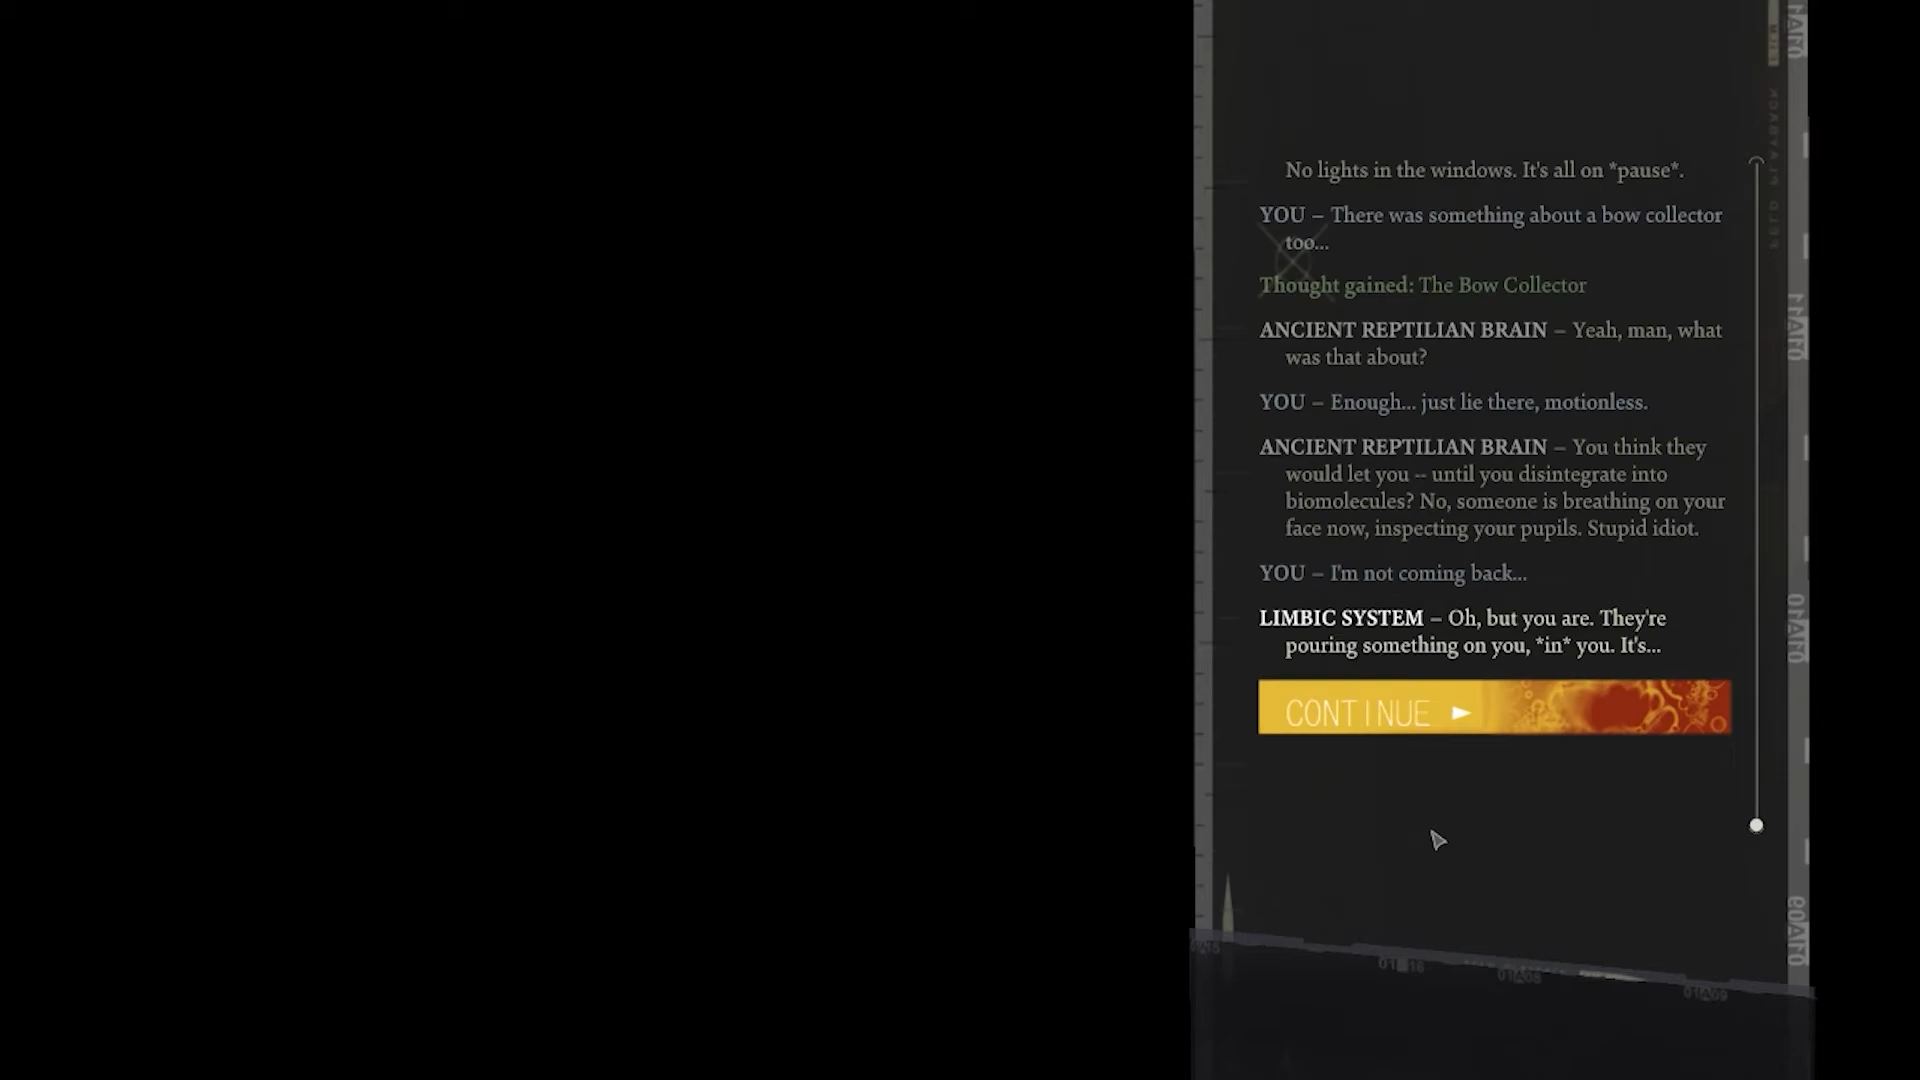 No lights in the windows. It's all on *pause*.
YOU – There was something about a bow collector
too...
Thought gained: The Bow Collector
ANCIENT REPTILIAN BRAIN – Yeah, man, what
was that about?
YOU – Enough... just lie there, motionless.
ANCIENT REPTILIAN BRAIN – You think they
would let you -- until you disintegrate into
biomolecules? No, someone is breathing on your
face now, inspecting your pupils. Stupid idiot.
YOU – I'm not coming back...
LIMBIC SYSTEM – Oh, but you are. They're
pouring something on you, *in* you. It's...
CONTINUE